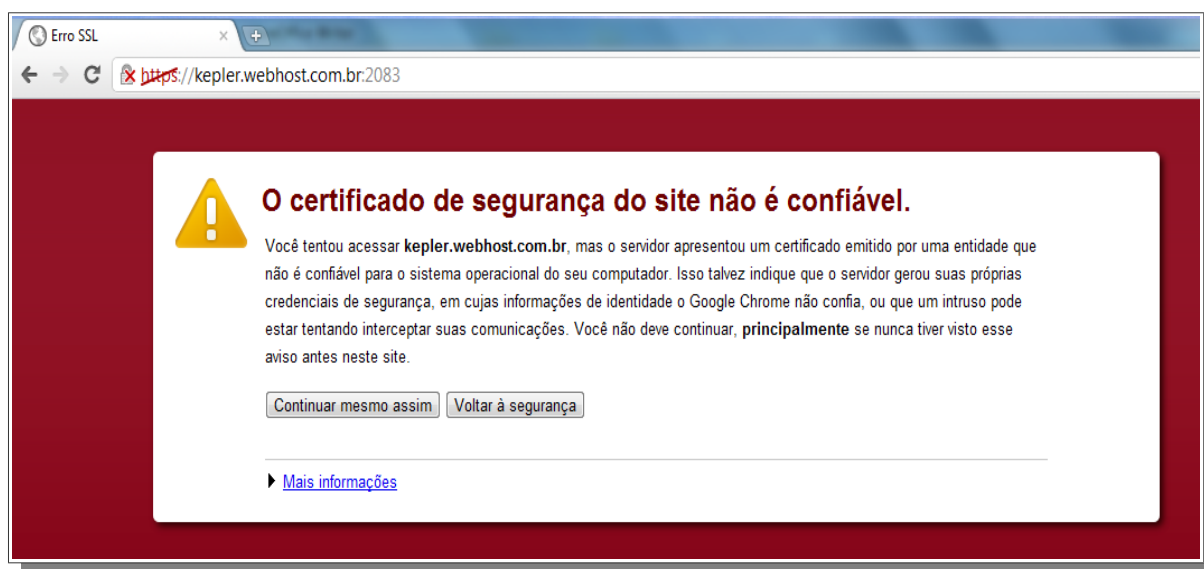 Erro SSL
https://kepler.webhost.com.br:2083
O certificado de segurança do site não é confiável.
Você tentou acessar kepler.webhost.com.br, mas o servidor apresentou um certificado emitido por uma entidade que
não é confiável para o sistema operacional do seu computador. Isso talvez indique que o servidor gerou suas próprias
credenciais de segurança, em cujas informações de identidade o Google Chrome não confia, ou que um intruso pode
estar tentando interceptar suas comunicações. Você não deve continuar, principalmente se nunca tiver visto esse
aviso antes neste site.
Continuar mesmo assim Voltar à segurança
Mais informações